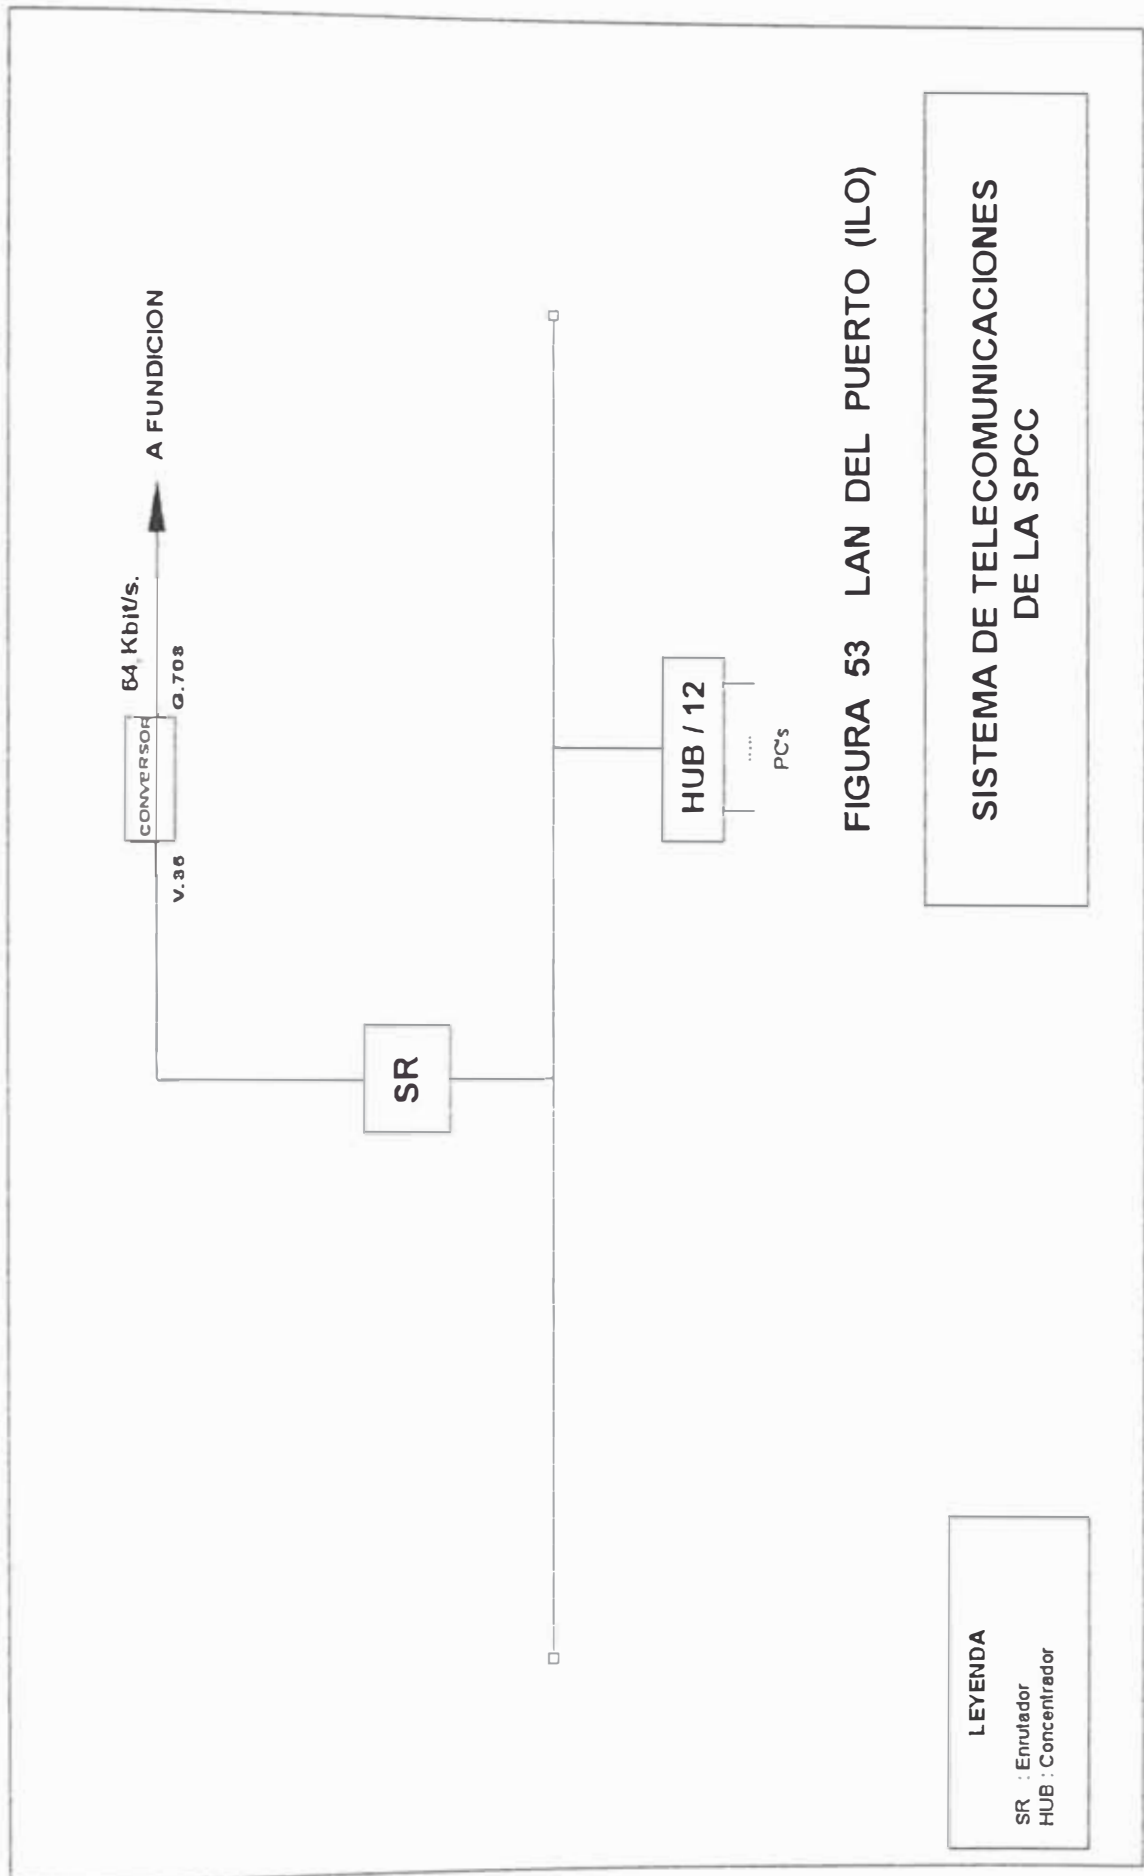 64 Kbit/s.
CONVERSOR
V.35
G.703
A FUNDICION
SR
HUB / 12
.....
PC's
FIGURA 53 LAN DEL PUERTO (ILO)
LEYENDA
SR : Enrutador
HUB : Concentrador
SISTEMA DE TELECOMUNICACIONES
DE LA SPCC